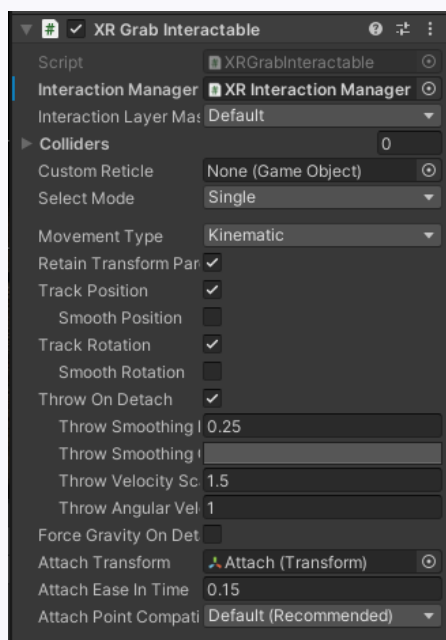 XR Grab Interactable
Script XRGrabInteractable
Interaction Manager XR Interaction Manager
Interaction Layer Mas Default
Colliders 0
Custom Reticle None (Game Object)
Select Mode Single
Movement Type Kinematic
Retain Transform Par
Track Position
Smooth Position
Track Rotation
Smooth Rotation
Throw On Detach
Throw Smoothing 0.25
Throw Smoothing
Throw Velocity Sc 1.5
Throw Angular Vel 1
Force Gravity On Det
Attach Transform Attach (Transform)
Attach Ease In Time 0.15
Attach Point Compati Default (Recommended)